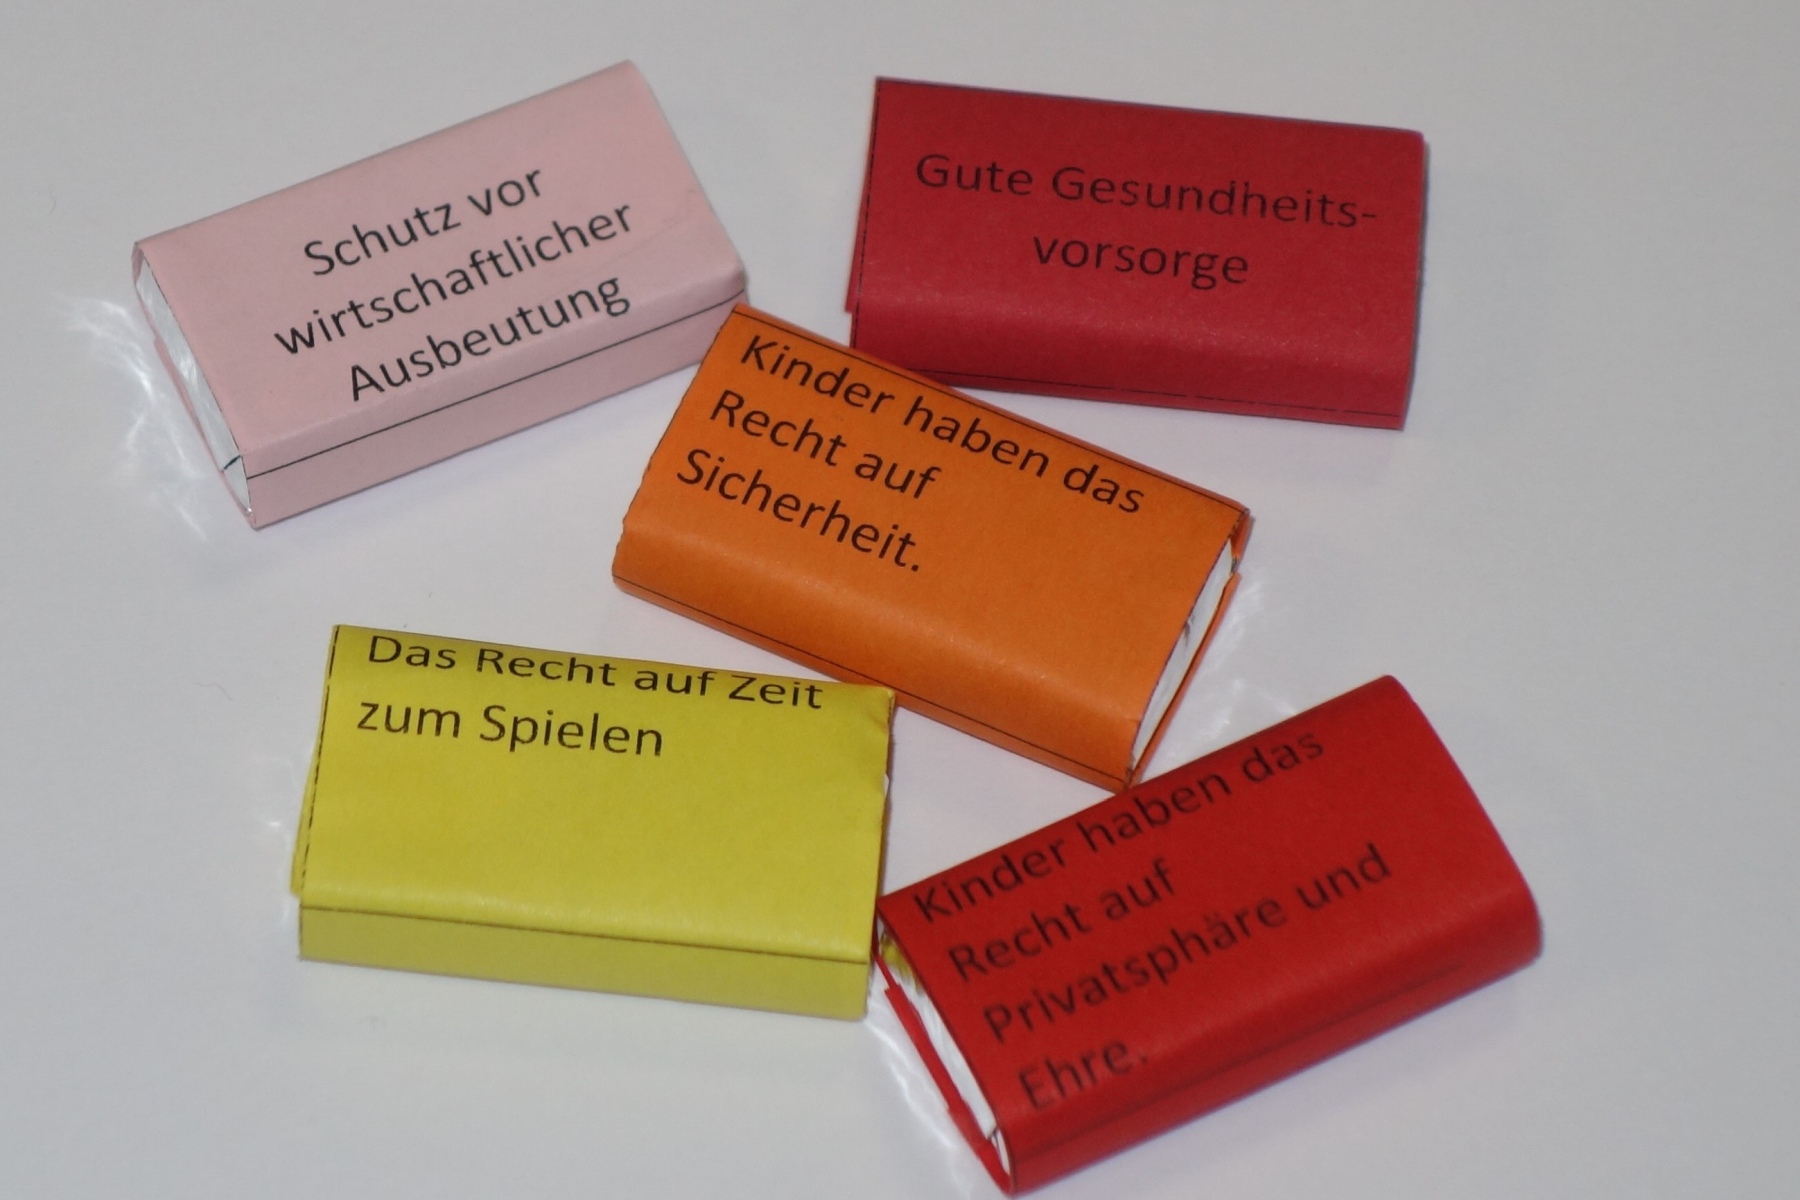 Schutz vor
wirtschaftlicher
Ausbeutung
Gute Gesundheits-
vorsorge
Kinder haben das
Recht auf
Sicherheit.
Das Recht auf Zeit
zum Spielen
Kinder haben das
Recht auf
Privatsphäre und
Ehre.